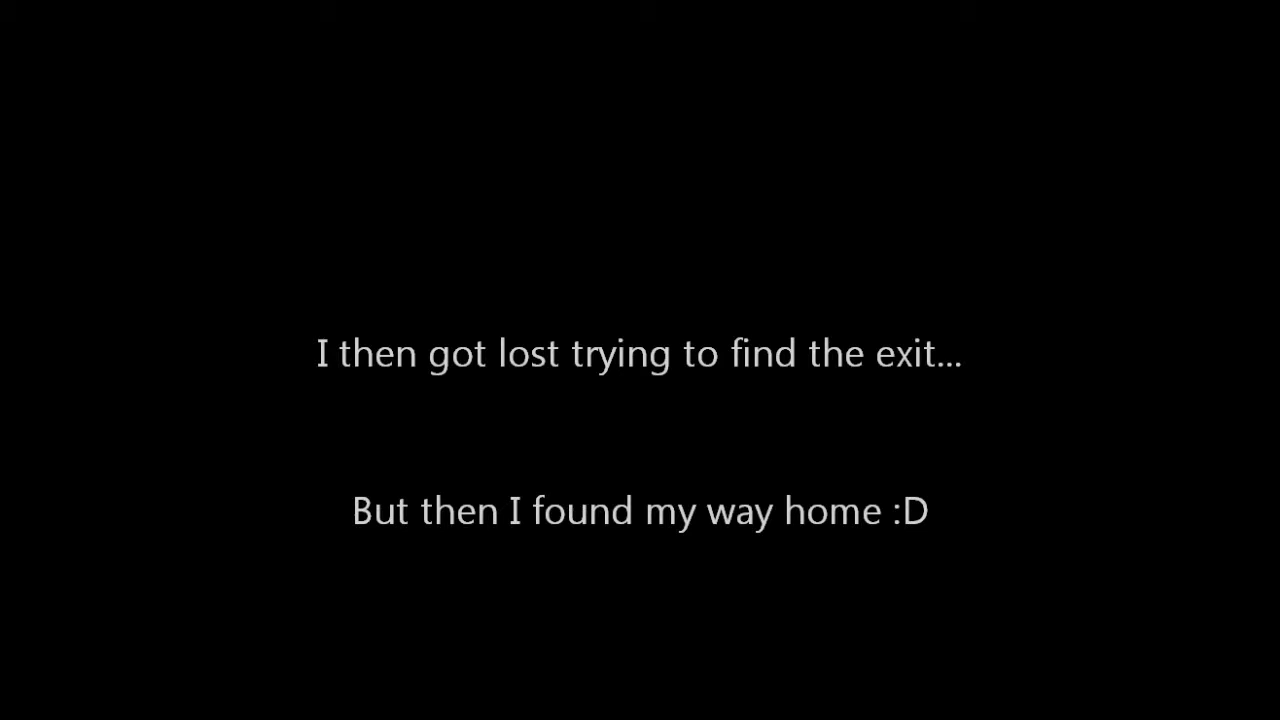 I then got lost trying to find the exit...
But then I found my way home :D